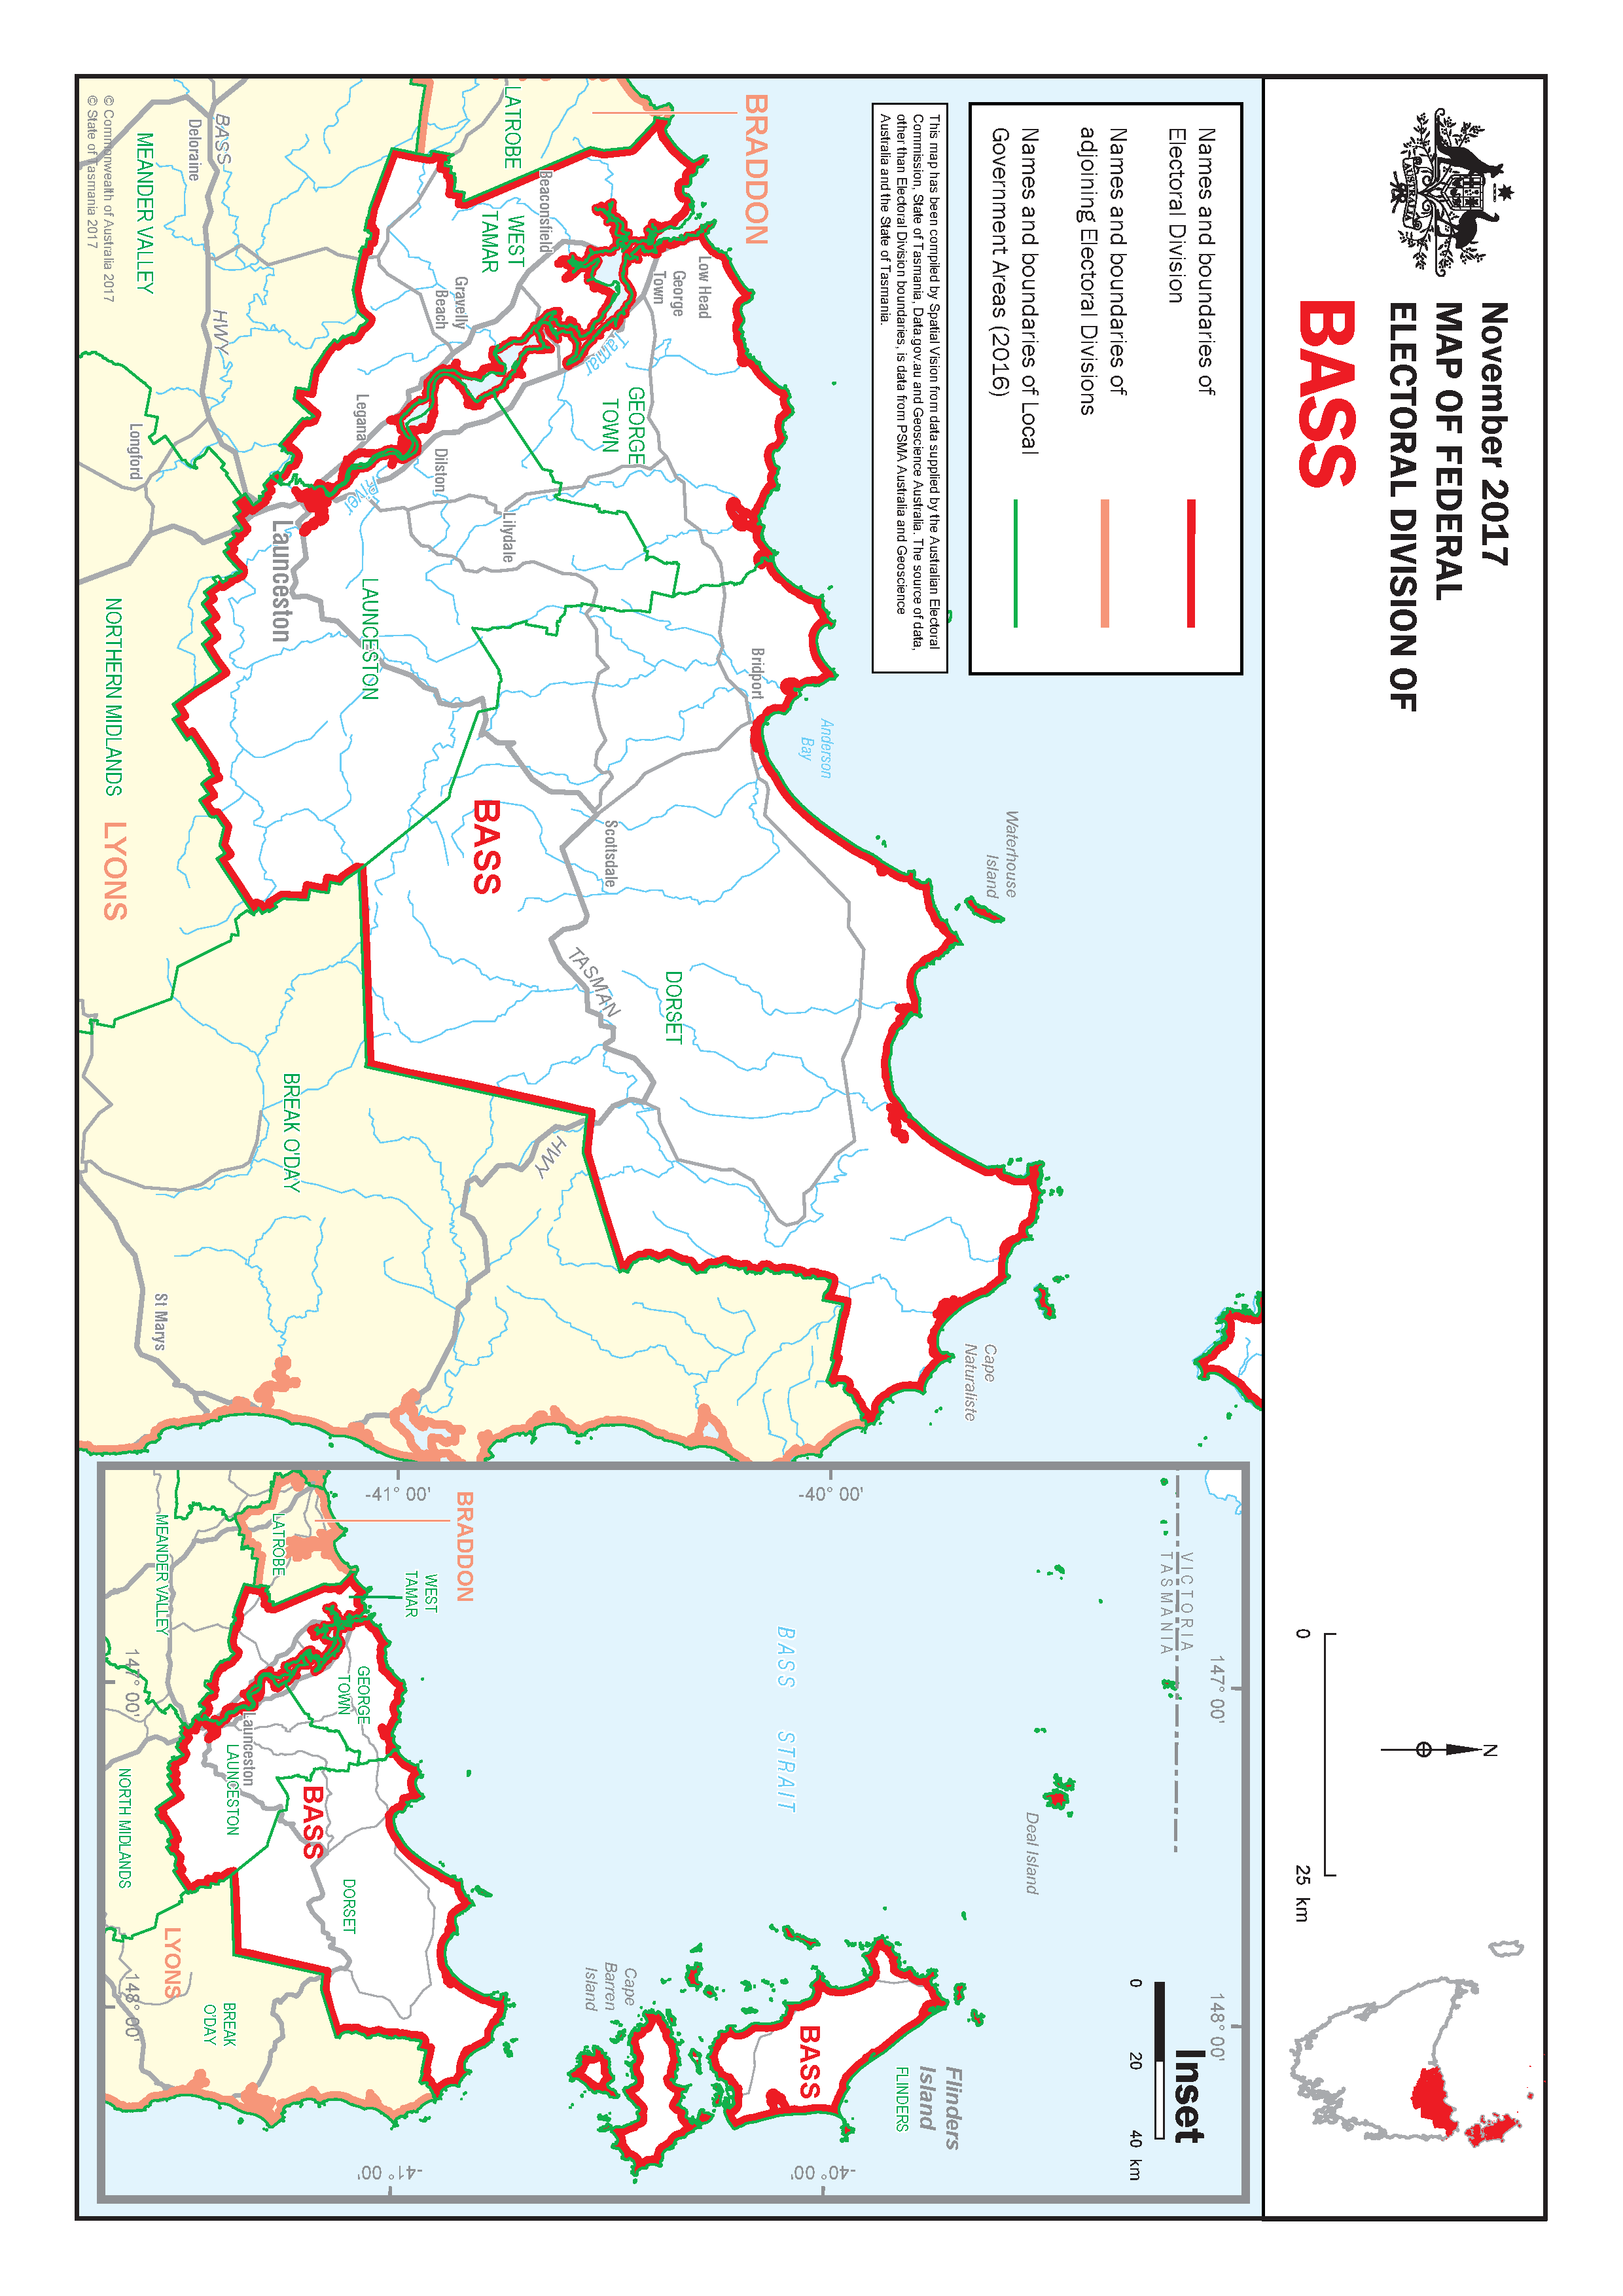 AUSTRALIA
November 2017
MAP OF FEDERAL
ELECTORAL DIVISION OF
BASS
N
0 25 km
Names and boundaries of
Electoral Division
Names and boundaries of
adjoining Electoral Divisions
Names and boundaries of Local
Government Areas (2016)
This map has been compiled by Spatial Vision from data supplied by the Australian Electoral
Commission, State of Tasmania, Data.gov.au and Geoscience Australia. The source of data,
other than Electoral Division boundaries, is data from PSMA Australia and Geoscience
Australia and the State of Tasmania.
BRADDON
LATROBE
Beaconsfield
WEST
TAMAR
Low Head
George
Town
Gravelly
Beach
Tamar
River
GEORGE
TOWN
Legana
Dilston
Lilydale
Launceston
LAUNCESTON
Bridport
Anderson
Bay
Waterhouse
Island
BASS
Scottsdale
TASMAN
HWY
DORSET
Cape
Naturaliste
BASS
HWY
Deloraine
MEANDER VALLEY
Longford
NORTHERN MIDLANDS
LYONS
BREAK O'DAY
St Marys
© Commonwealth of Australia 2017
© State of Tasmania 2017
Inset
0 20 40 km
147° 00'
148° 00'
VICTORIA
TASMANIA
-40° 00'
-40° 00'
-41° 00'
-41° 00'
147° 00'
148° 00'
BASS STRAIT
Deal Island
Flinders
Island
FLINDERS
BASS
Cape
Barren
Island
BRADDON
WEST
TAMAR
LATROBE
MEANDER VALLEY
GEORGE
TOWN
Launceston
LAUNCESTON
BASS
DORSET
NORTH MIDLANDS
LYONS
BREAK
O'DAY